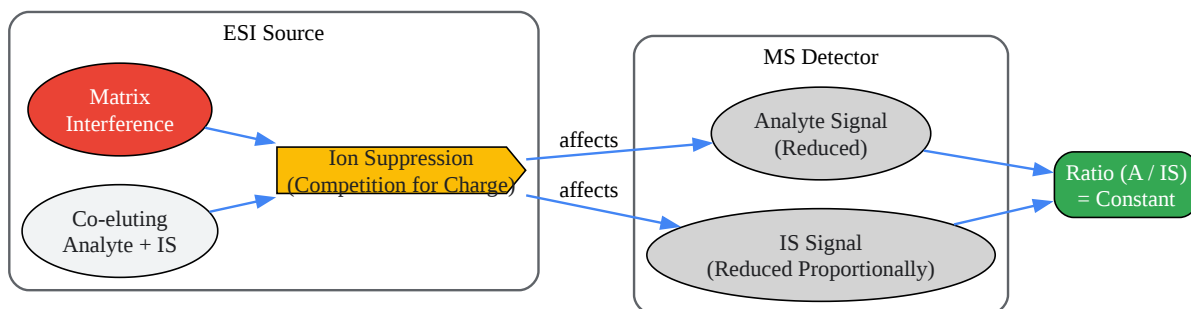 ESI Source
Matrix
Interference
Co-eluting
Analyte + IS
Ion Suppression
(Competition for Charge)
affects
affects
MS Detector
Analyte Signal
(Reduced)
IS Signal
(Reduced Proportionally)
Ratio (A / IS)
= Constant